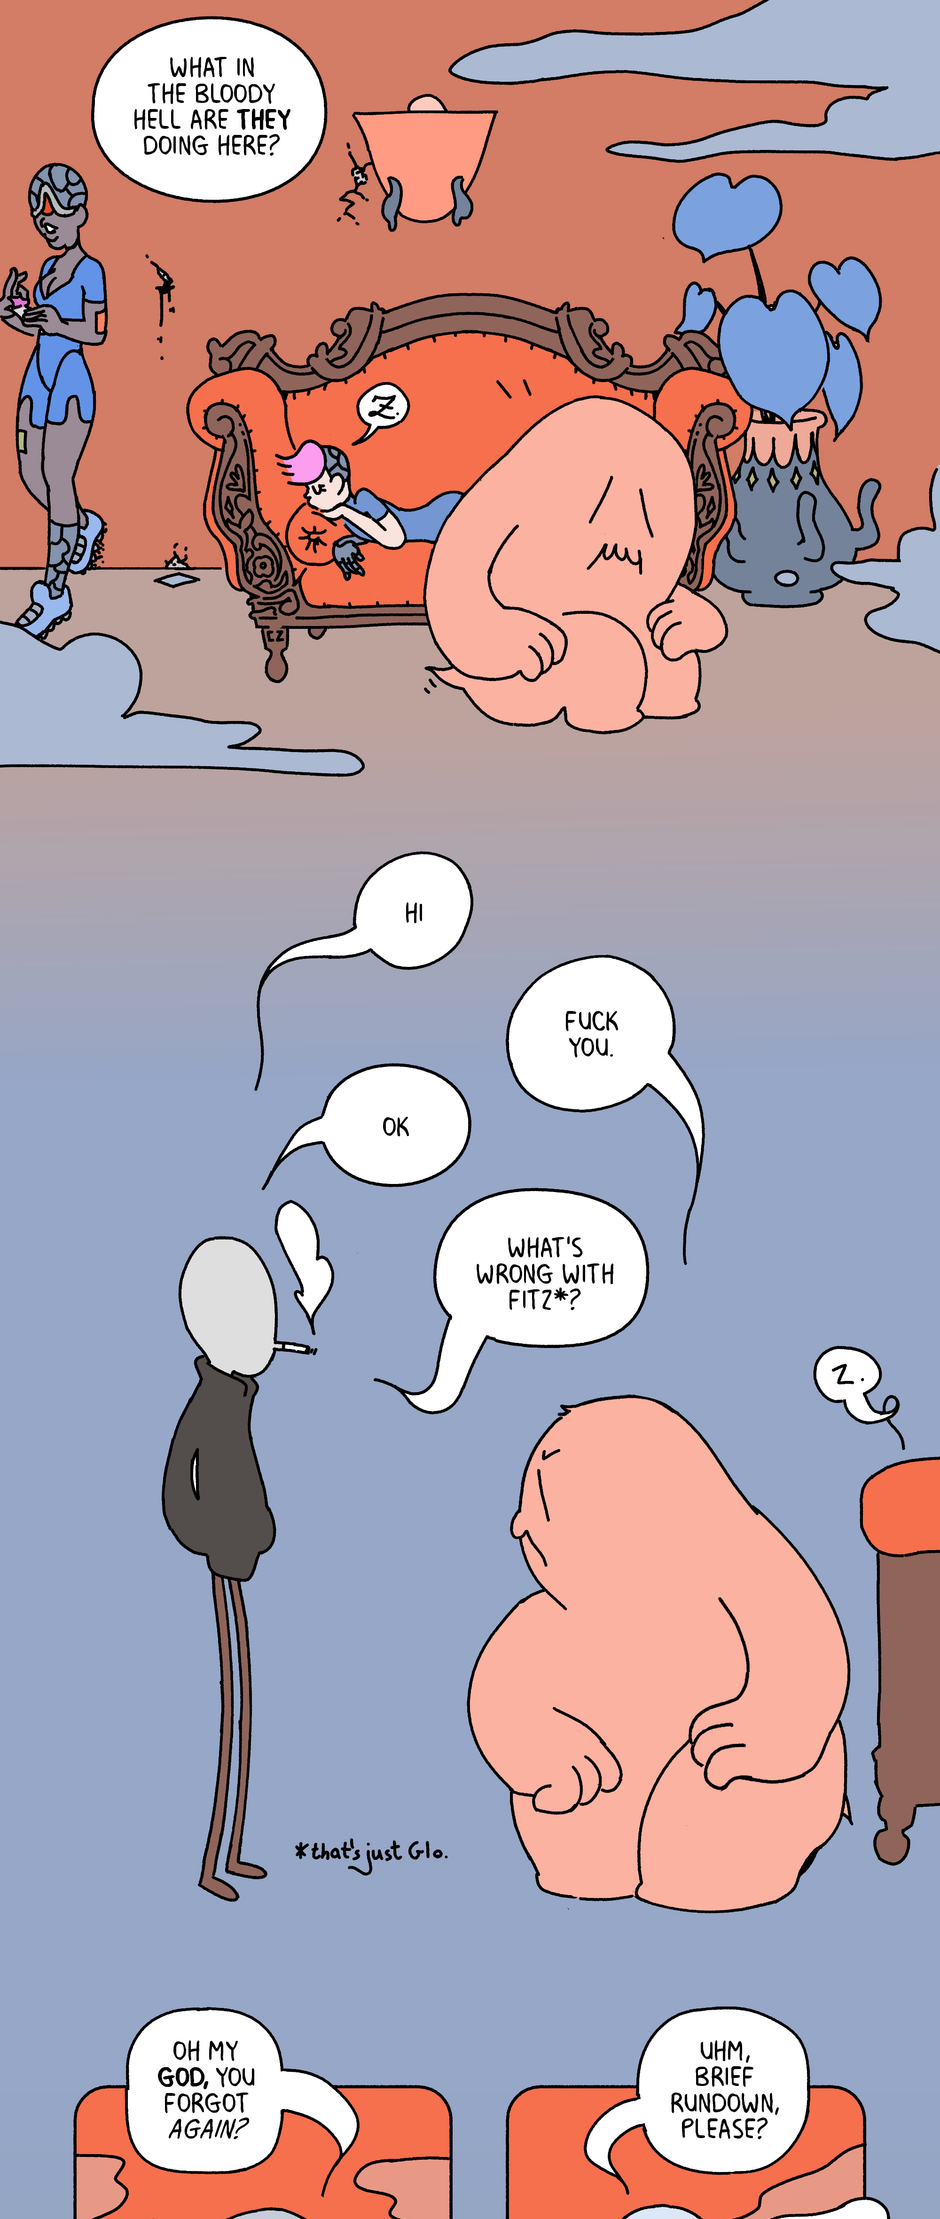 WHAT IN
THE BLOODY
HELL ARE THEY
DOING HERE?
Z.
CZ
HI
FUCK
YOU.
OK
WHAT'S
WRONG WITH
FITZ*?
Z.
*that's just Glo.
OH MY
GOD, YOU
FORGOT
AGAIN?
UHM,
BRIEF
RUNDOWN,
PLEASE?